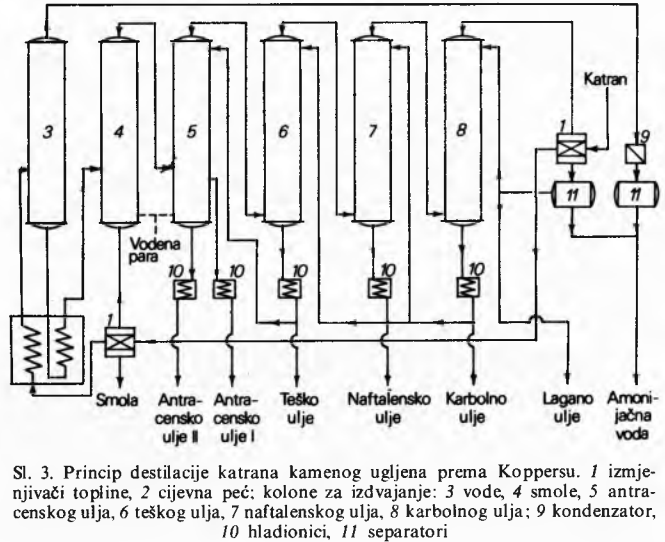 Katran
1
9
3
4
5
6
7
8
11
11
Vodena
para
10
10
10
10
10
1
Smola
Antra-
censko
ulje II
Antra-
censko
ulje I
Teško
ulje
Naftalensko
ulje
Karbolno
ulje
Lagano
ulje
Amoni-
jačna
voda
Sl. 3. Princip destilacije katrana kamenog ugljena prema Koppersu. 1 izmje-
njivači topline, 2 cijevna peć; kolone za izdvajanje: 3 vode, 4 smole, 5 antra-
censkog ulja, 6 teškog ulja, 7 naftalenskog ulja, 8 karbolnog ulja; 9 kondenzator,
10 hladionici, 11 separatori